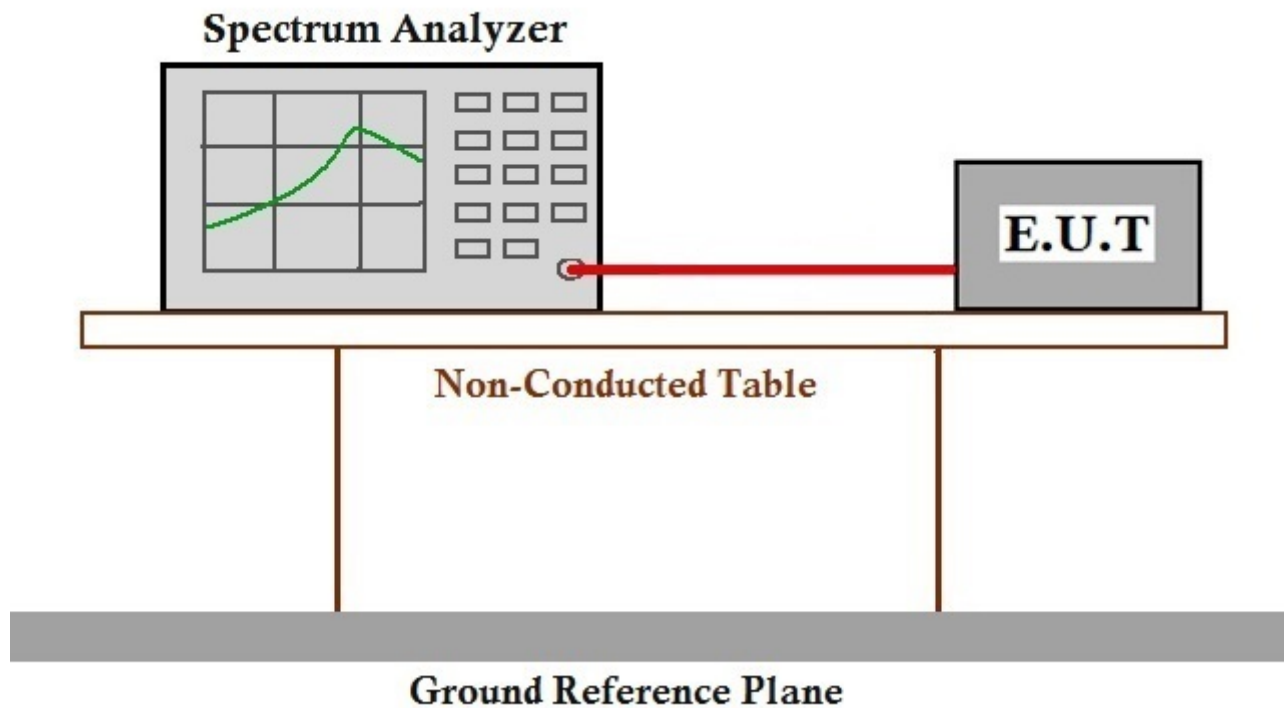 Spectrum Analyzer
E.U.T
Non-Conducted Table
Ground Reference Plane